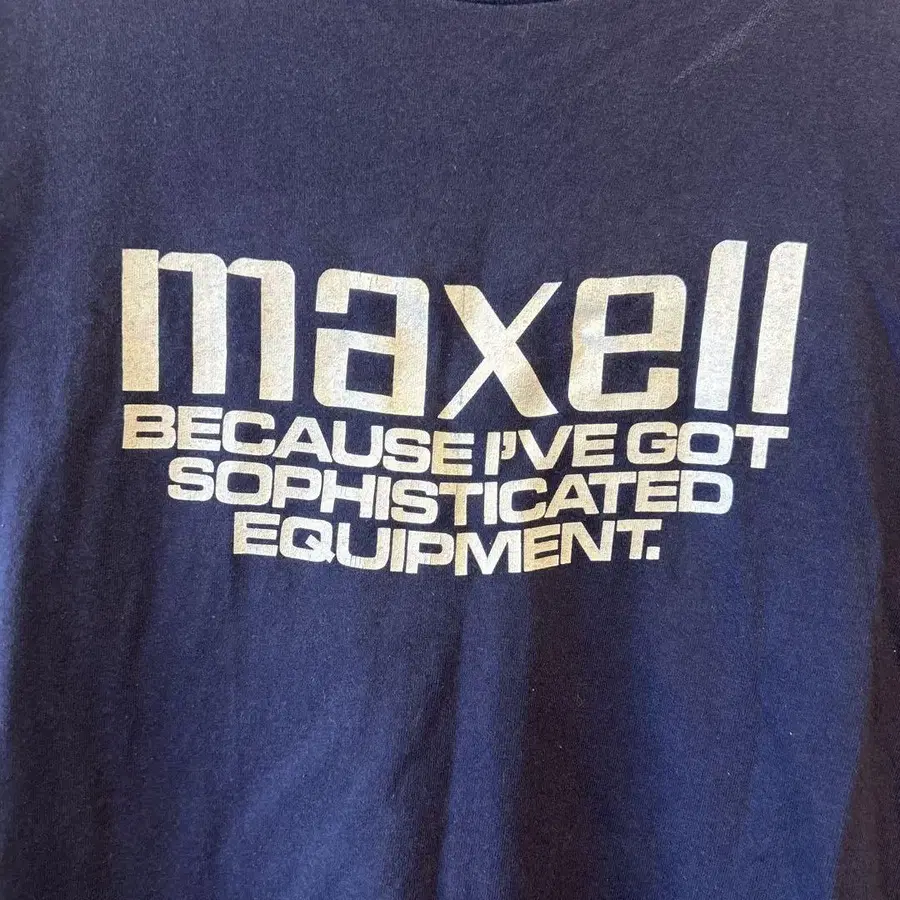 maxell
BECAUSE I'VE GOT
SOPHISTICATED
EQUIPMENT.